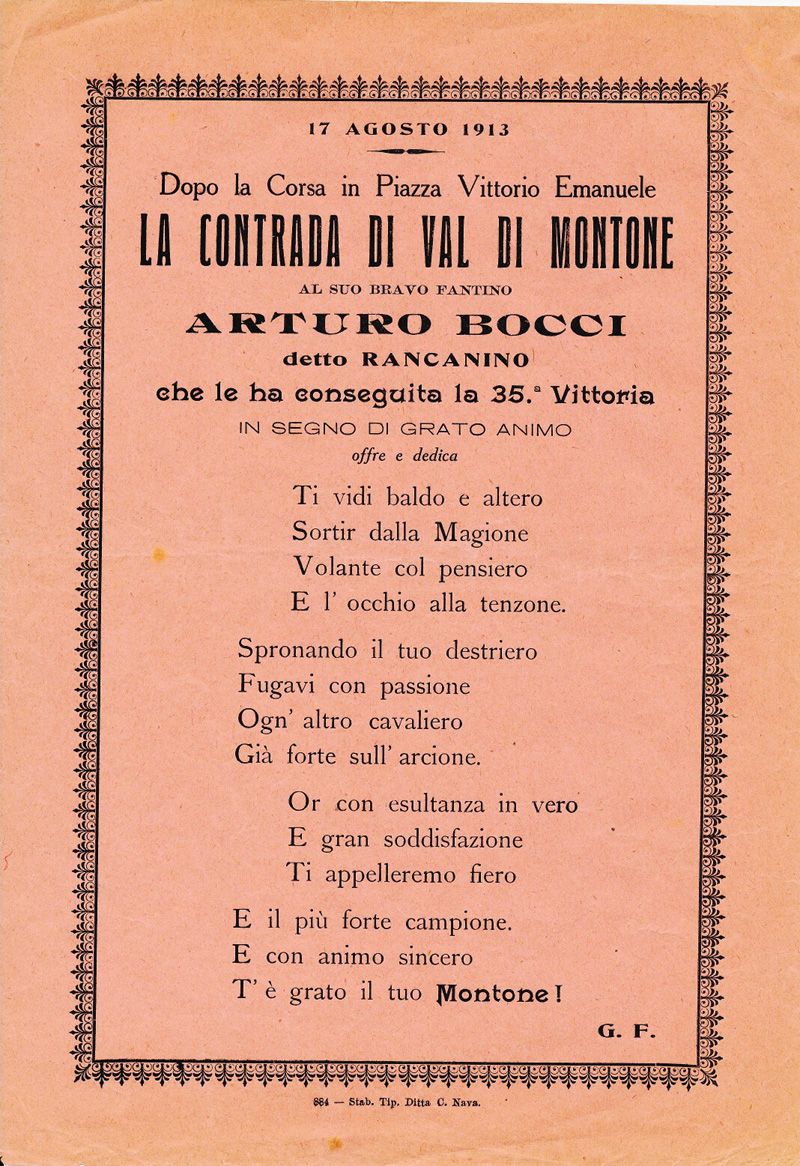 17 AGOSTO 1913
Dopo la Corsa in Piazza Vittorio Emanuele
LA CONTRADA DI VAL DI MONTONE
AL SUO BRAVO FANTINO
ARTURO BOCCI
detto RANCANINO
che le ha conseguita la 35.ª Vittoria
IN SEGNO DI GRATO ANIMO
offre e dedica
Ti vidi baldo e altero
Sortir dalla Magione
Volante col pensiero
E l' occhio alla tenzone.
Spronando il tuo destriero
Fugavi con passione
Ogn' altro cavaliero
Già forte sull' arcione.
Or con esultanza in vero
E gran soddisfazione
Ti appelleremo fiero
E il più forte campione.
E con animo sincero
T' è grato il tuo Montone!
G. F.
884 — Stab. Tip. Ditta C. Nava.